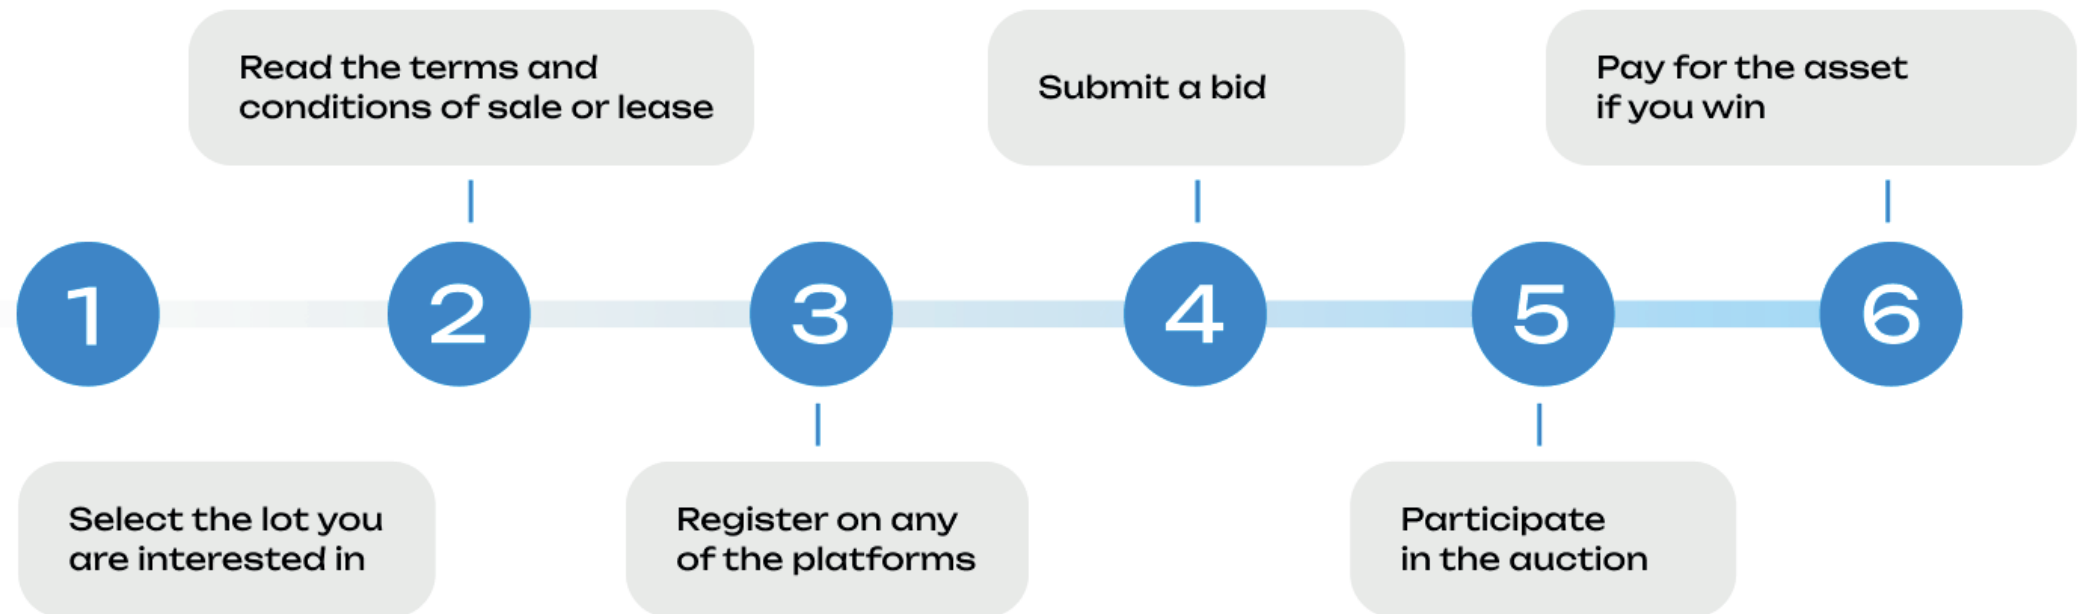 1
Select the lot you
are interested in
2
Read the terms and
conditions of sale or lease
3
Register on any
of the platforms
4
Submit a bid
5
Participate
in the auction
6
Pay for the asset
if you win